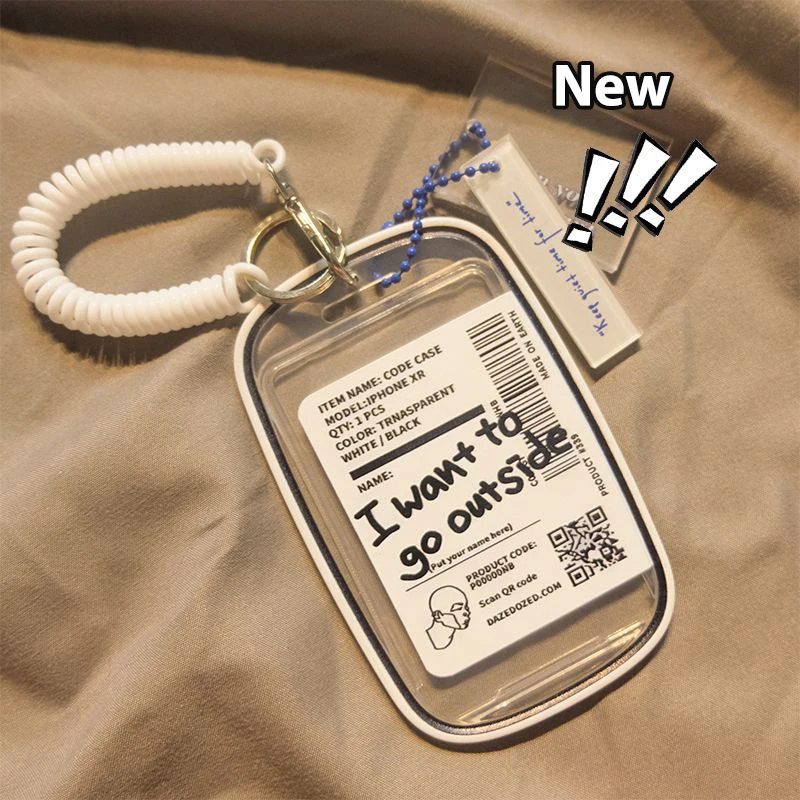 New
!!!
"Keep quiet time for time"
ITEM NAME: CODE CASE
MODEL:IPHONE XR
QTY: 1 PCS
COLOR: TRNASPARENT
WHITE / BLACK
NAME:
I want to
go outside
(Put your name here)
PRODUCT CODE:
P00000NB
Scan QR code
DAZEDOZED.COM
MADE ON EARTH
PRODUCT #339